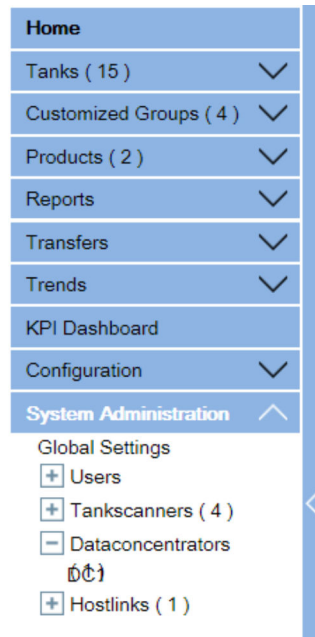 Home
Tanks ( 15 )
Customized Groups ( 4 )
Products ( 2 )
Reports
Transfers
Trends
KPI Dashboard
Configuration
System Administration
Global Settings
Users
Tankscanners ( 4 )
Dataconcentrators
Hostlinks ( 1 )